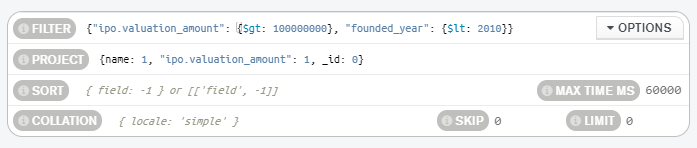 FILTER {"ipo.valuation_amount": {$gt: 100000000}, "founded_year": {$lt: 2010}} OPTIONS
PROJECT {name: 1, "ipo.valuation_amount": 1, _id: 0}
SORT { field: -1 } or [['field', -1]] MAX TIME MS 60000
COLLATION { locale: 'simple' } SKIP 0 LIMIT 0